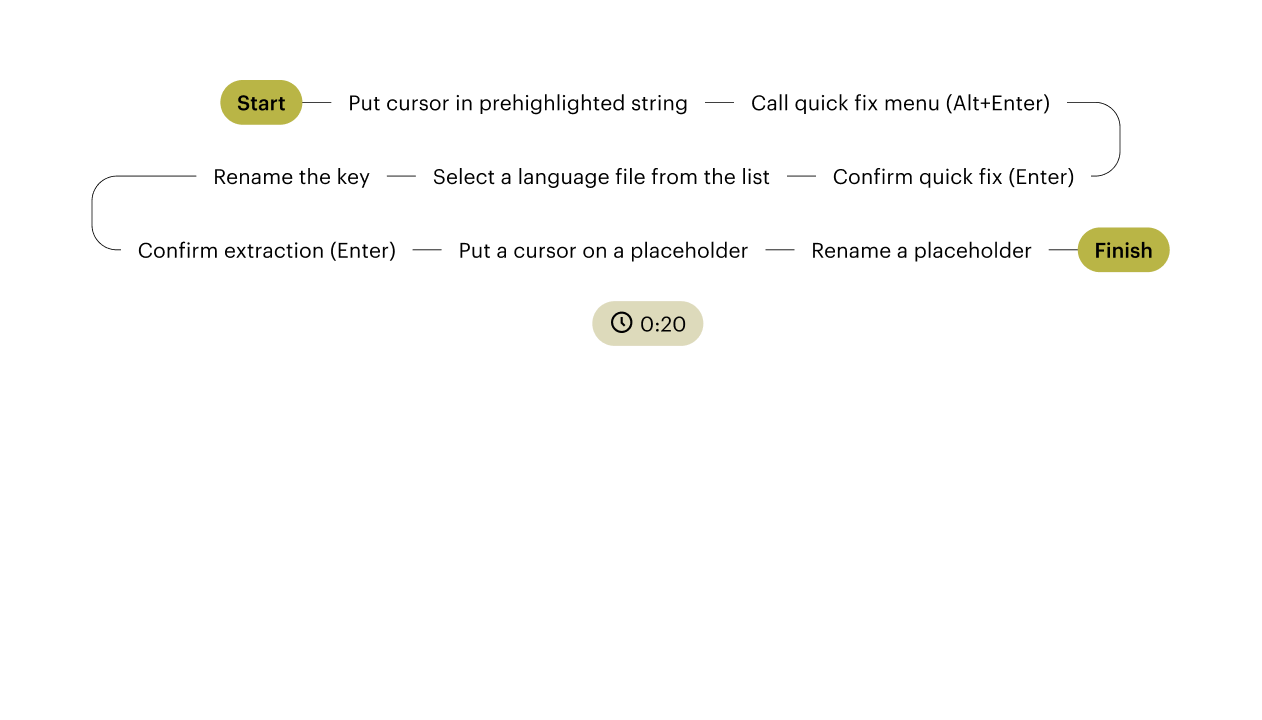 Start Put cursor in prehighlighted string Call quick fix menu (Alt+Enter)
Rename the key Select a language file from the list Confirm quick fix (Enter)
Confirm extraction (Enter) Put a cursor on a placeholder Rename a placeholder Finish
0:20